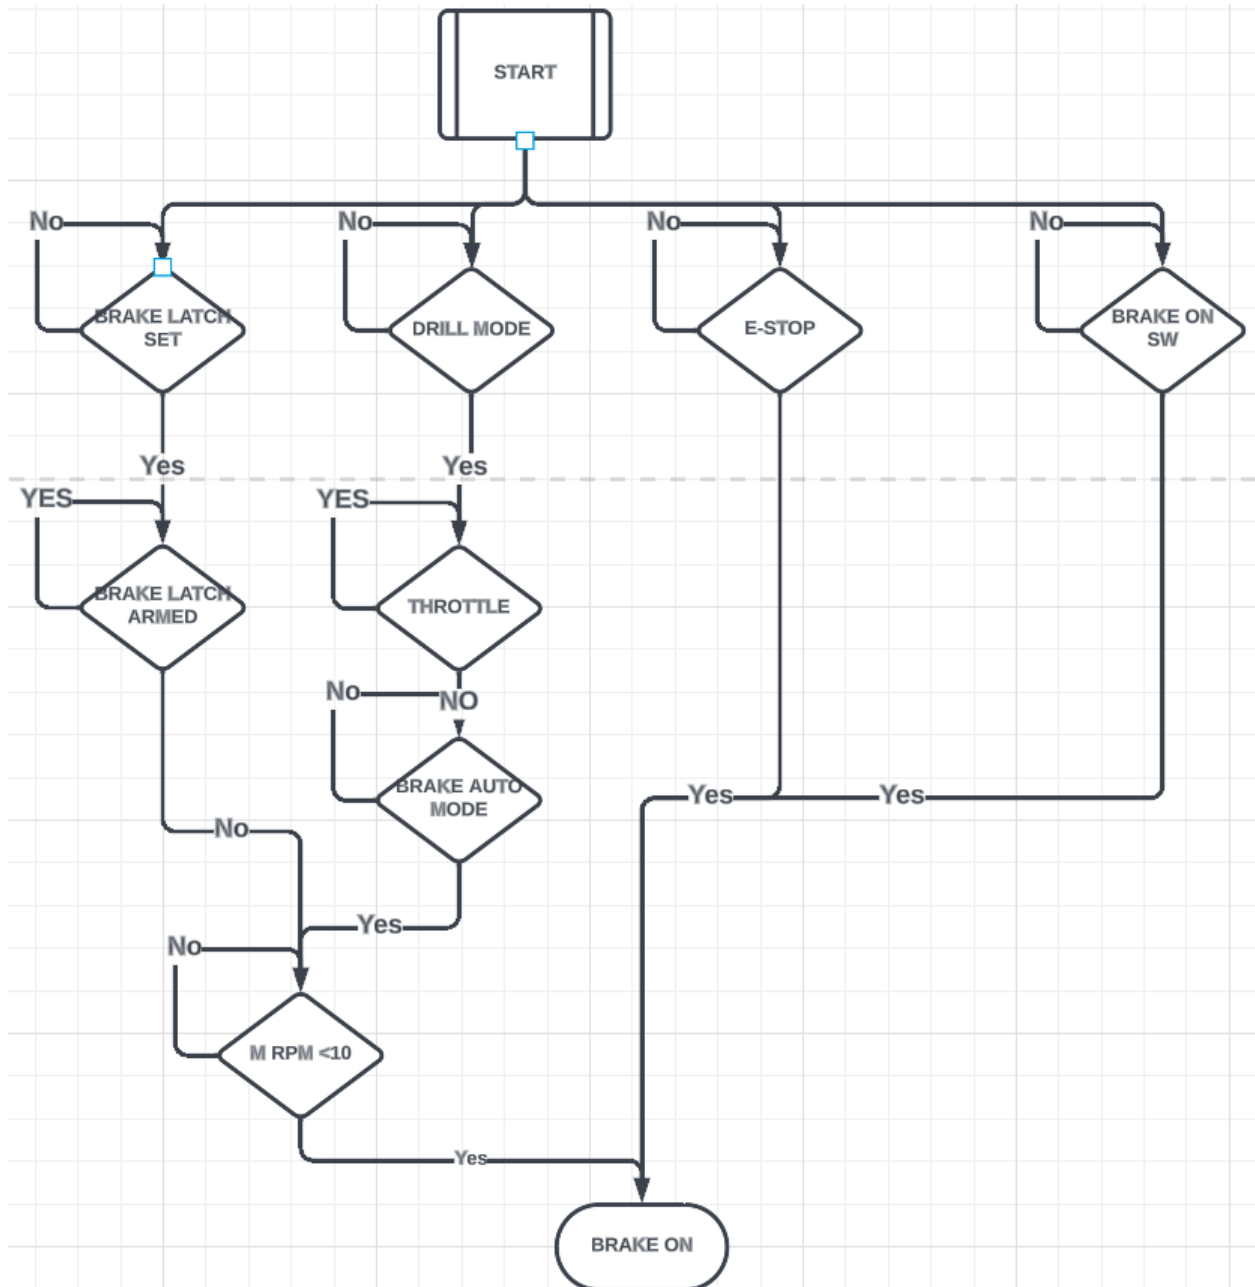 START
No
No
No
No
BRAKE LATCH
SET
DRILL MODE
E-STOP
BRAKE ON
SW
Yes
Yes
YES
YES
BRAKE LATCH
ARMED
THROTTLE
No
NO
BRAKE AUTO
MODE
Yes
Yes
No
Yes
No
M RPM <10
Yes
BRAKE ON